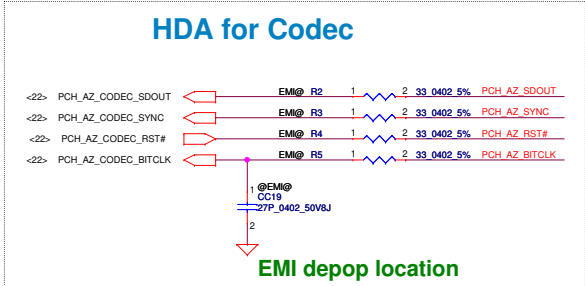 HDA for Codec
<22> PCH_AZ_CODEC_SDOUT EMI@ R2 1 2 33_0402_5% PCH_AZ_SDOUT
<22> PCH_AZ_CODEC_SYNC EMI@ R3 1 2 33_0402_5% PCH_AZ_SYNC
<22> PCH_AZ_CODEC_RST# EMI@ R4 1 2 33_0402_5% PCH_AZ_RST#
<22> PCH_AZ_CODEC_BITCLK EMI@ R5 1 2 33_0402_5% PCH_AZ_BITCLK
1 @EMI@
CC19
27P_0402_50V8J
2
EMI depop location